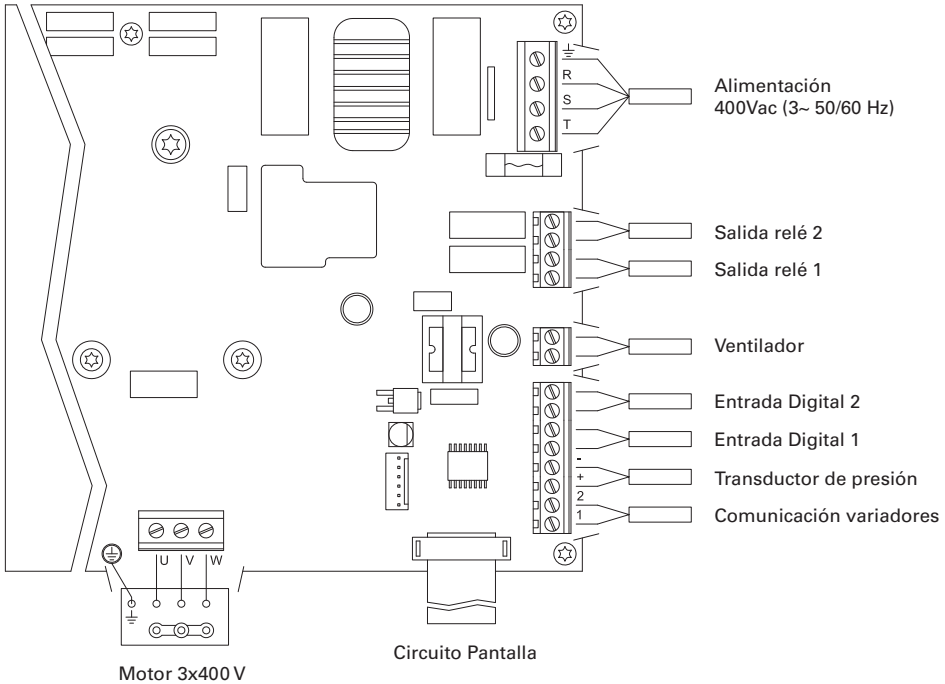 R
S
T
Alimentación
400Vac (3~ 50/60 Hz)
Salida relé 2
Salida relé 1
Ventilador
Entrada Digital 2
Entrada Digital 1
-
+
Transductor de presión
2
1
Comunicación variadores
U V W
Circuito Pantalla
Motor 3x400 V